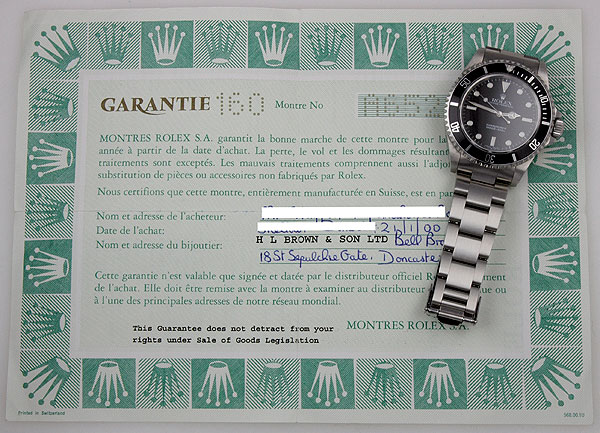 GARANTIE 160 Montre No
MONTRES ROLEX S.A. garantit la bonne marche de cette montre pour la
année à partir de la date d'achat. La perte, le vol et les dommages résultant
traitements sont exceptés. Les mauvais traitements comprennent aussi l'adjo
substitution de pièces ou accessoires non fabriqués par Rolex.
Nous certifions que cette montre, entièrement manufacturée en Suisse, est en pa
Nom et adresse de l'acheteur:
Date de l'achat: 21/1/00
Nom et adresse du bijoutier: H L BROWN & SON LTD Bell Bro
18 St Sepulchre Gate, Doncaste
Cette garantie n'est valable que signée et datée par le distributeur officiel R ement
de l'achat. Elle doit être remise avec la montre à examiner au distributeur que ou
à l'une des principales adresses de notre réseau mondial.
This Guarantee does not detract from your MONTRES ROLEX S.A.
rights under Sale of Goods Legislation
Printed in Switzerland
ROLEX